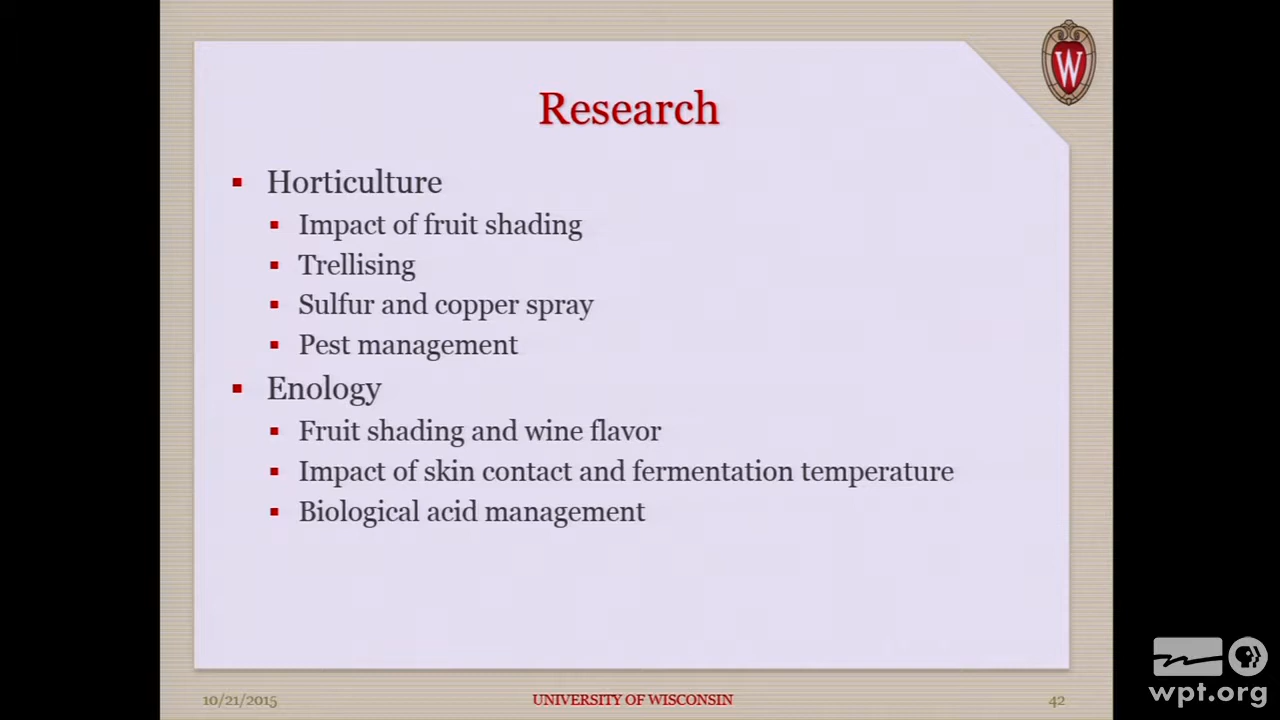 W
Research
Horticulture
Impact of fruit shading
Trellising
Sulfur and copper spray
Pest management
Enology
Fruit shading and wine flavor
Impact of skin contact and fermentation temperature
Biological acid management
10/21/2015
UNIVERSITY OF WISCONSIN
42
wpt.org